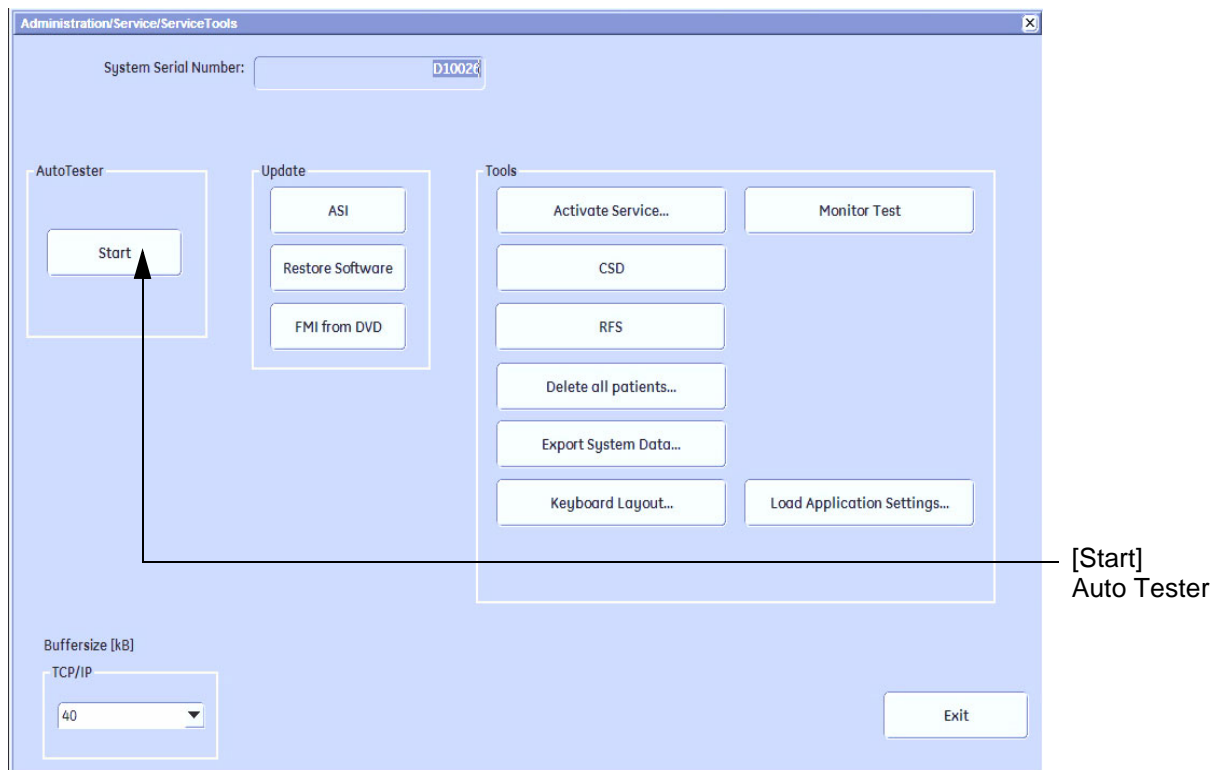 Administration/Service/ServiceTools
System Serial Number: D10026
AutoTester
Start
Update
ASI
Restore Software
FMI from DVD
Tools
Activate Service...
Monitor Test
CSD
RFS
Delete all patients...
Export System Data...
Keyboard Layout...
Load Application Settings...
[Start]
Auto Tester
Buffersize [kB]
TCP/IP
40
Exit